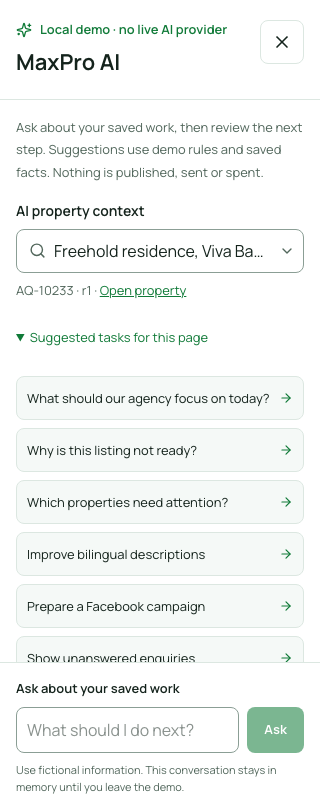 Local demo · no live AI provider
MaxPro AI
Ask about your saved work, then review the next
step. Suggestions use demo rules and saved
facts. Nothing is published, sent or spent.
AI property context
Freehold residence, Viva Ba...
AQ-10233 · r1 · Open property
▼ Suggested tasks for this page
What should our agency focus on today?
Why is this listing not ready?
Which properties need attention?
Improve bilingual descriptions
Prepare a Facebook campaign
Show unanswered enquiries
Ask about your saved work
What should I do next?
Ask
Use fictional information. This conversation stays in
memory until you leave the demo.